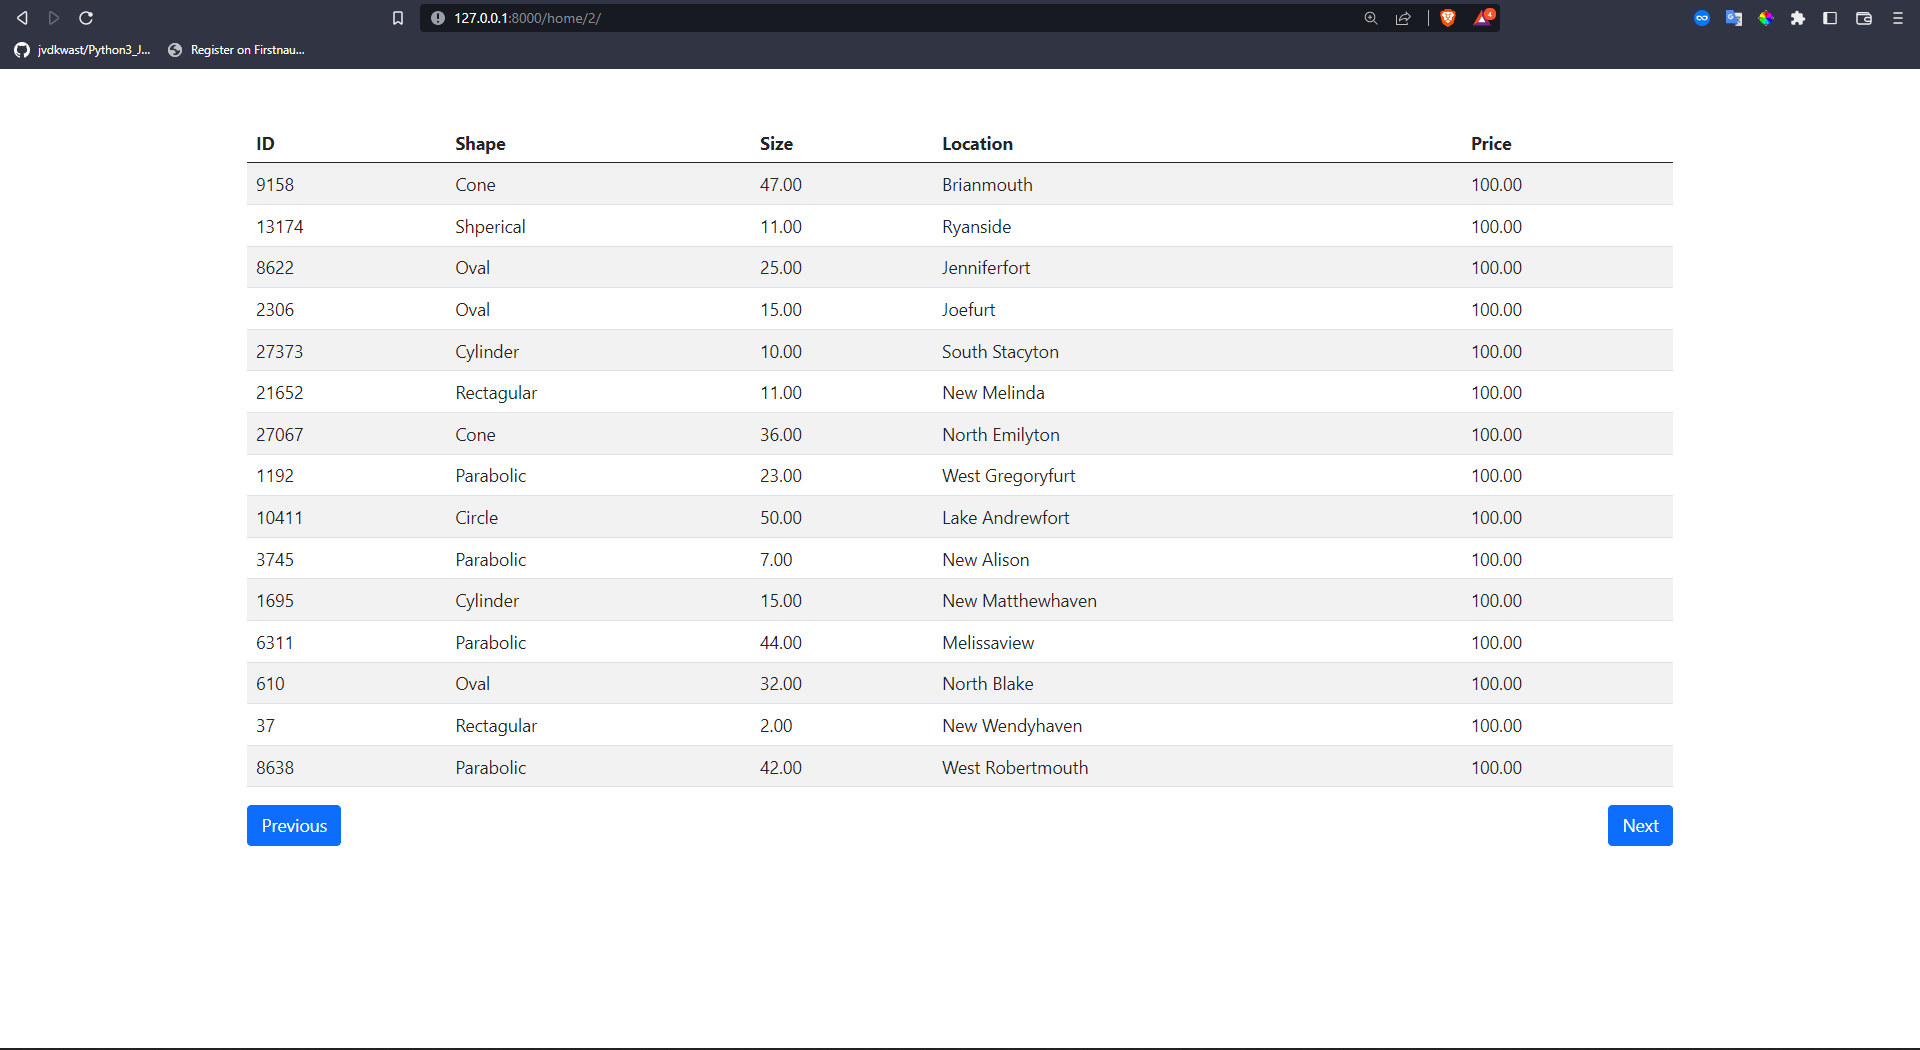 127.0.0.1:8000/home/2/
4
jvdkwast/Python3_J...
Register on Firstnau...
ID Shape Size Location Price
9158 Cone 47.00 Brianmouth 100.00
13174 Shperical 11.00 Ryanside 100.00
8622 Oval 25.00 Jenniferfort 100.00
2306 Oval 15.00 Joefurt 100.00
27373 Cylinder 10.00 South Stacyton 100.00
21652 Rectagular 11.00 New Melinda 100.00
27067 Cone 36.00 North Emilyton 100.00
1192 Parabolic 23.00 West Gregoryfurt 100.00
10411 Circle 50.00 Lake Andrewfort 100.00
3745 Parabolic 7.00 New Alison 100.00
1695 Cylinder 15.00 New Matthewhaven 100.00
6311 Parabolic 44.00 Melissaview 100.00
610 Oval 32.00 North Blake 100.00
37 Rectagular 2.00 New Wendyhaven 100.00
8638 Parabolic 42.00 West Robertmouth 100.00
Previous Next